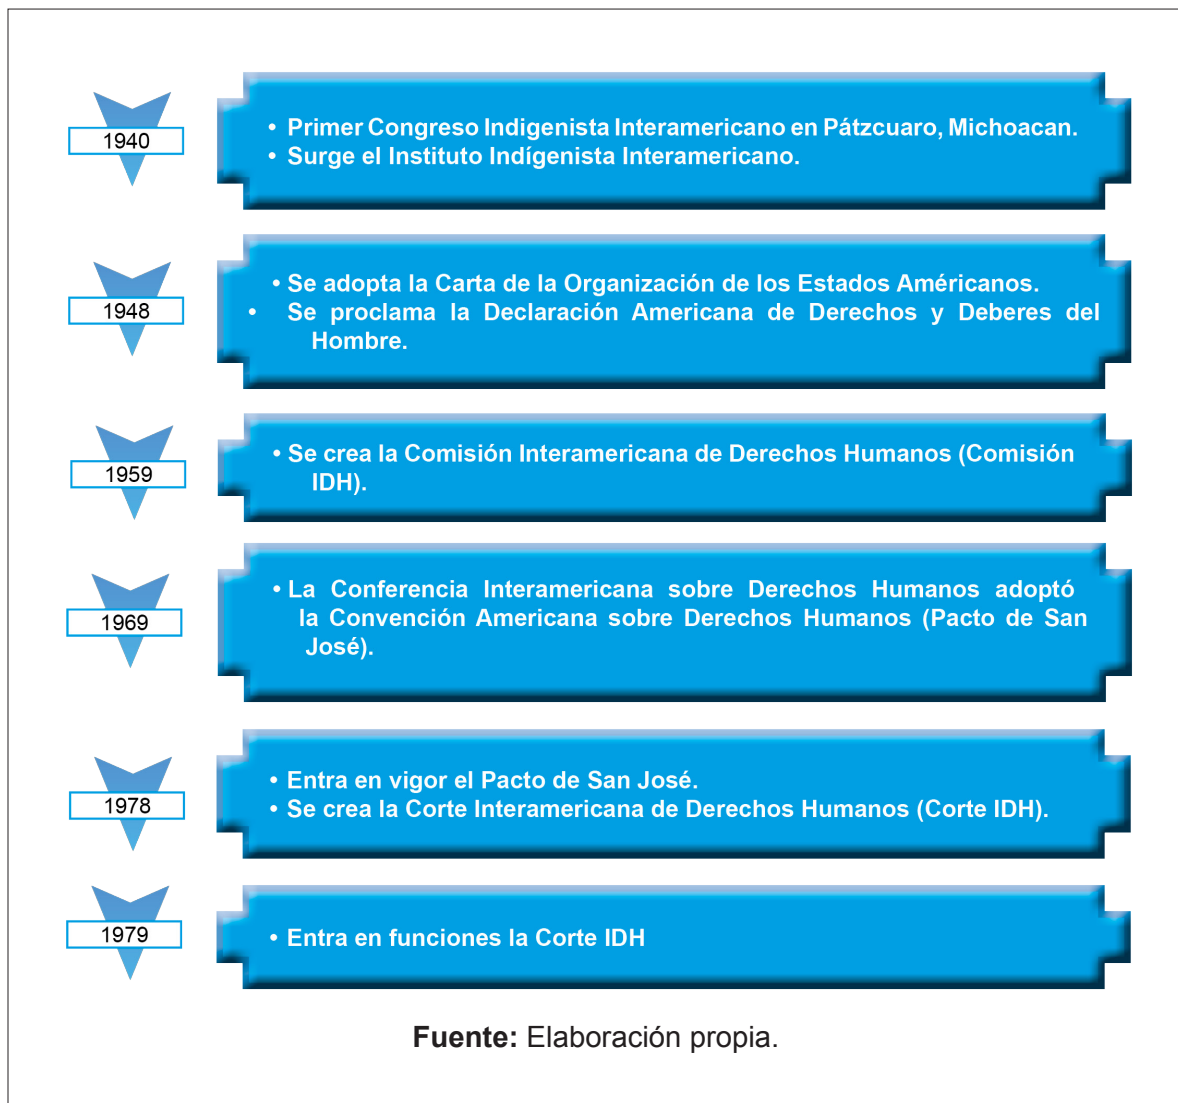 1940
• Primer Congreso Indigenista Interamericano en Pátzcuaro, Michoacan.
• Surge el Instituto Indígenista Interamericano.
1948
• Se adopta la Carta de la Organización de los Estados Américanos.
• Se proclama la Declaración Americana de Derechos y Deberes del
Hombre.
1959
• Se crea la Comisión Interamericana de Derechos Humanos (Comisión
IDH).
1969
• La Conferencia Interamericana sobre Derechos Humanos adoptó
la Convención Americana sobre Derechos Humanos (Pacto de San
José).
1978
• Entra en vigor el Pacto de San José.
• Se crea la Corte Interamericana de Derechos Humanos (Corte IDH).
1979
• Entra en funciones la Corte IDH
Fuente: Elaboración propia.